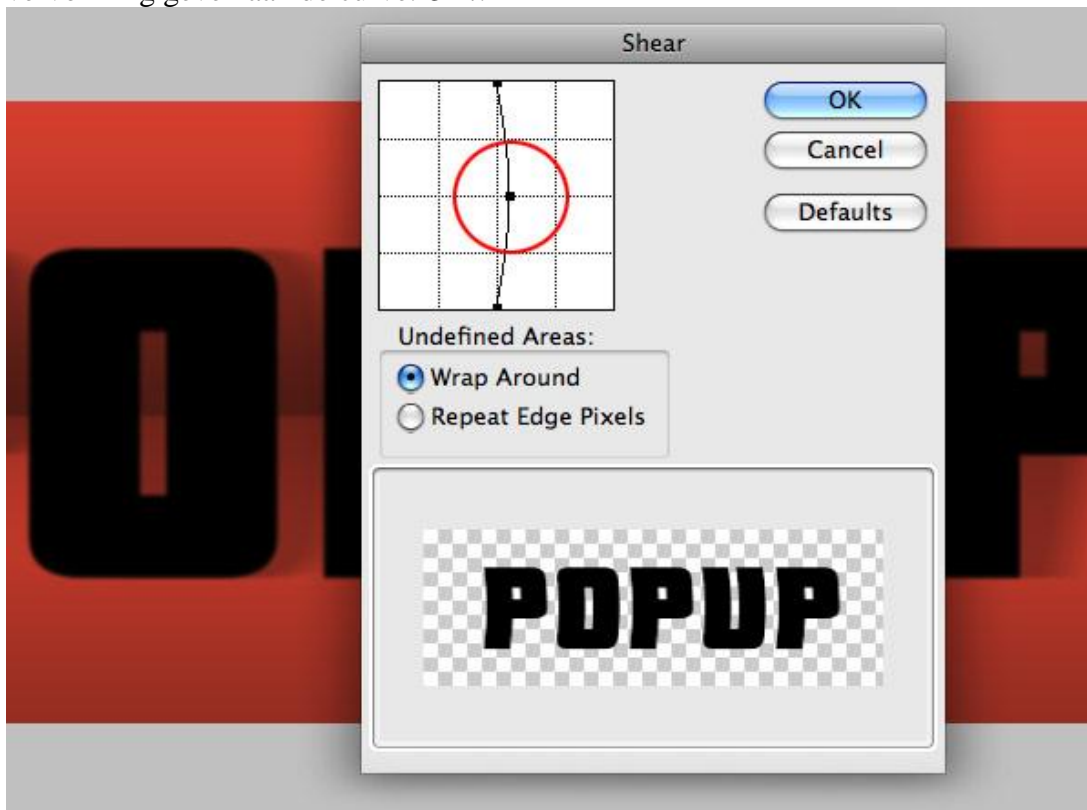 Shear
OK
Cancel
Defaults
Undefined Areas:
Wrap Around
Repeat Edge Pixels
POPUP